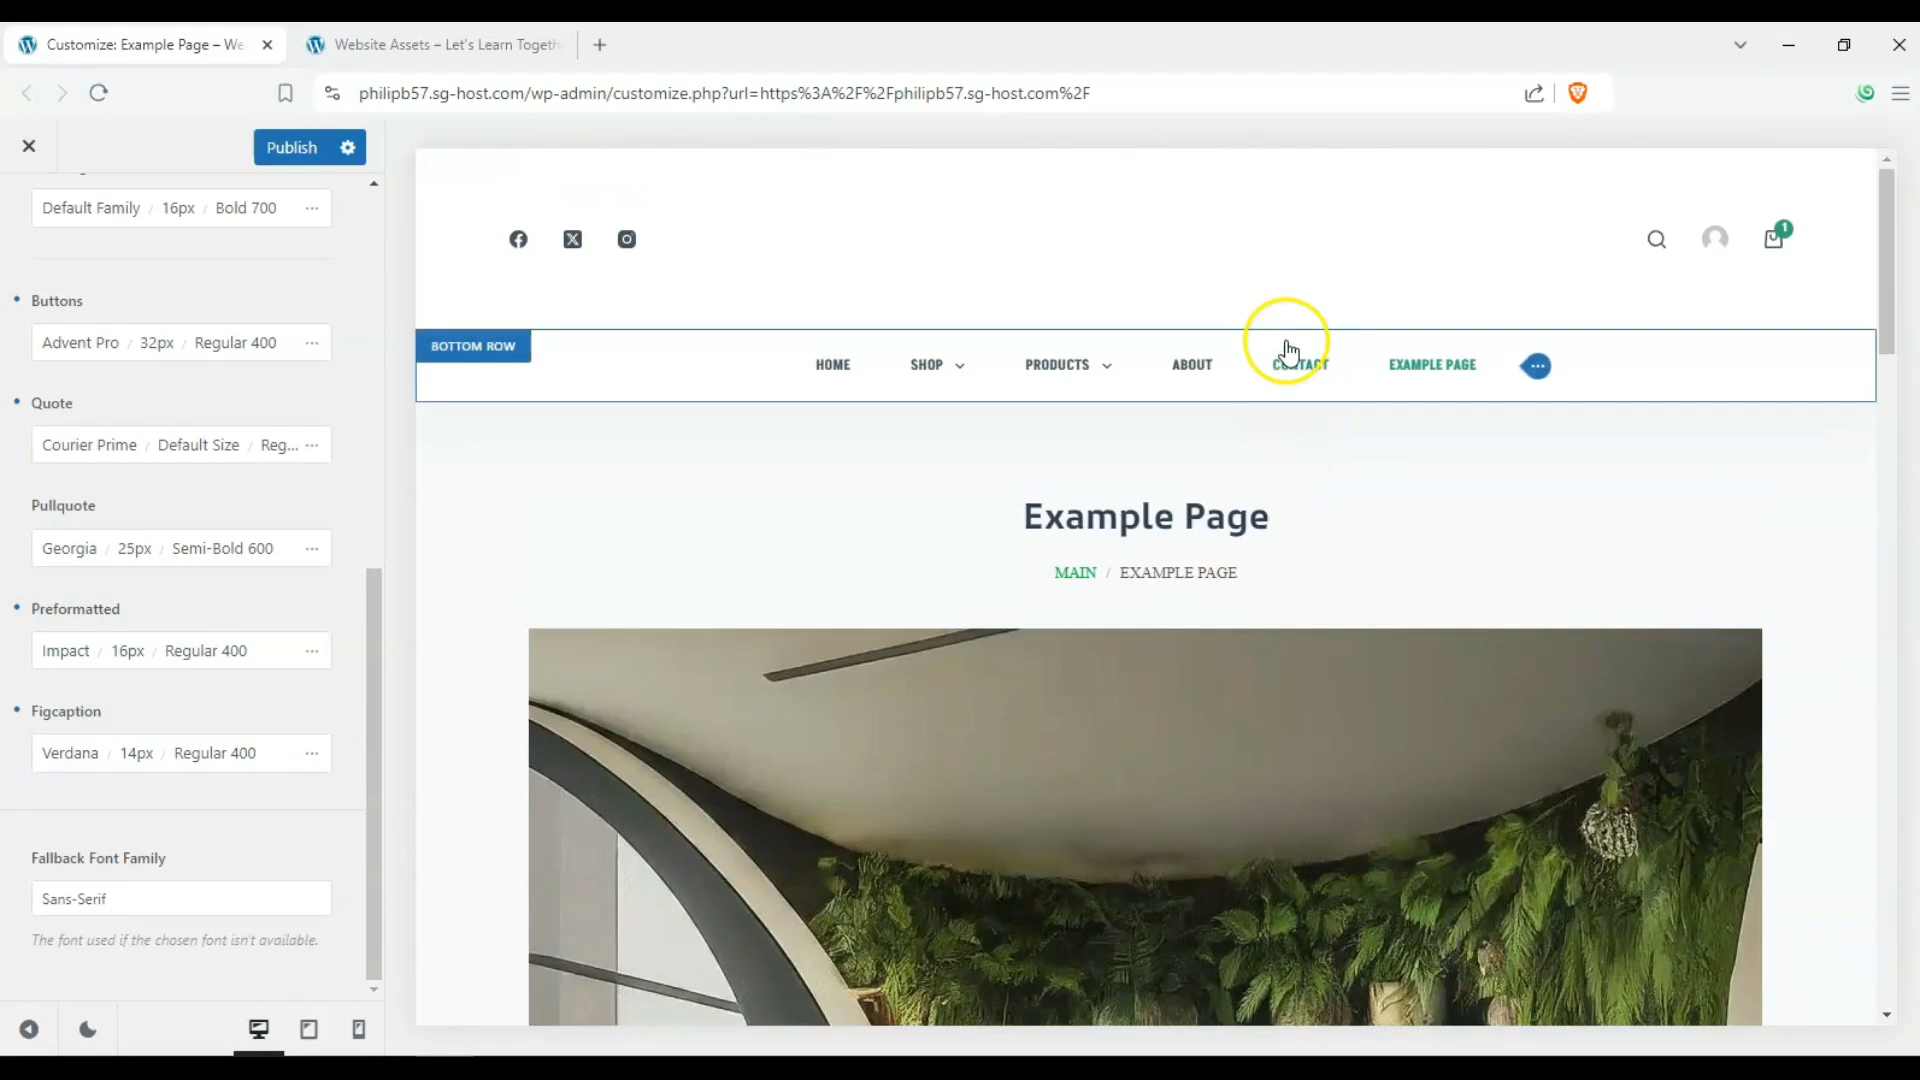 Customize: Example Page – We
Website Assets – Let's Learn Togeth
philipb57.sg-host.com/wp-admin/customize.php?url=https%3A%2F%2Fphilipb57.sg-host.com%2F
Publish
Default Family / 16px / Bold 700
Buttons
Advent Pro / 32px / Regular 400
Quote
Courier Prime / Default Size / Reg...
Pullquote
Georgia / 25px / Semi-Bold 600
Preformatted
Impact / 16px / Regular 400
Figcaption
Verdana / 14px / Regular 400
Fallback Font Family
Sans-Serif
The font used if the chosen font isn't available.
1
BOTTOM ROW
HOME SHOP PRODUCTS ABOUT CONTACT EXAMPLE PAGE
Example Page
MAIN / EXAMPLE PAGE